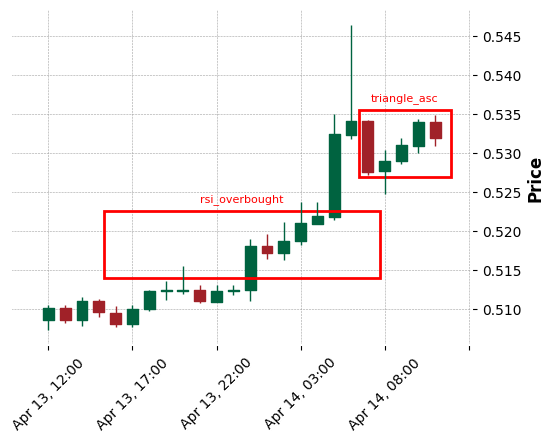 0.545
0.540
triangle_asc
0.535
0.530
0.525
rsi_overbought
0.520
0.515
0.510
Price
Apr 13, 12:00
Apr 13, 17:00
Apr 13, 22:00
Apr 14, 03:00
Apr 14, 08:00